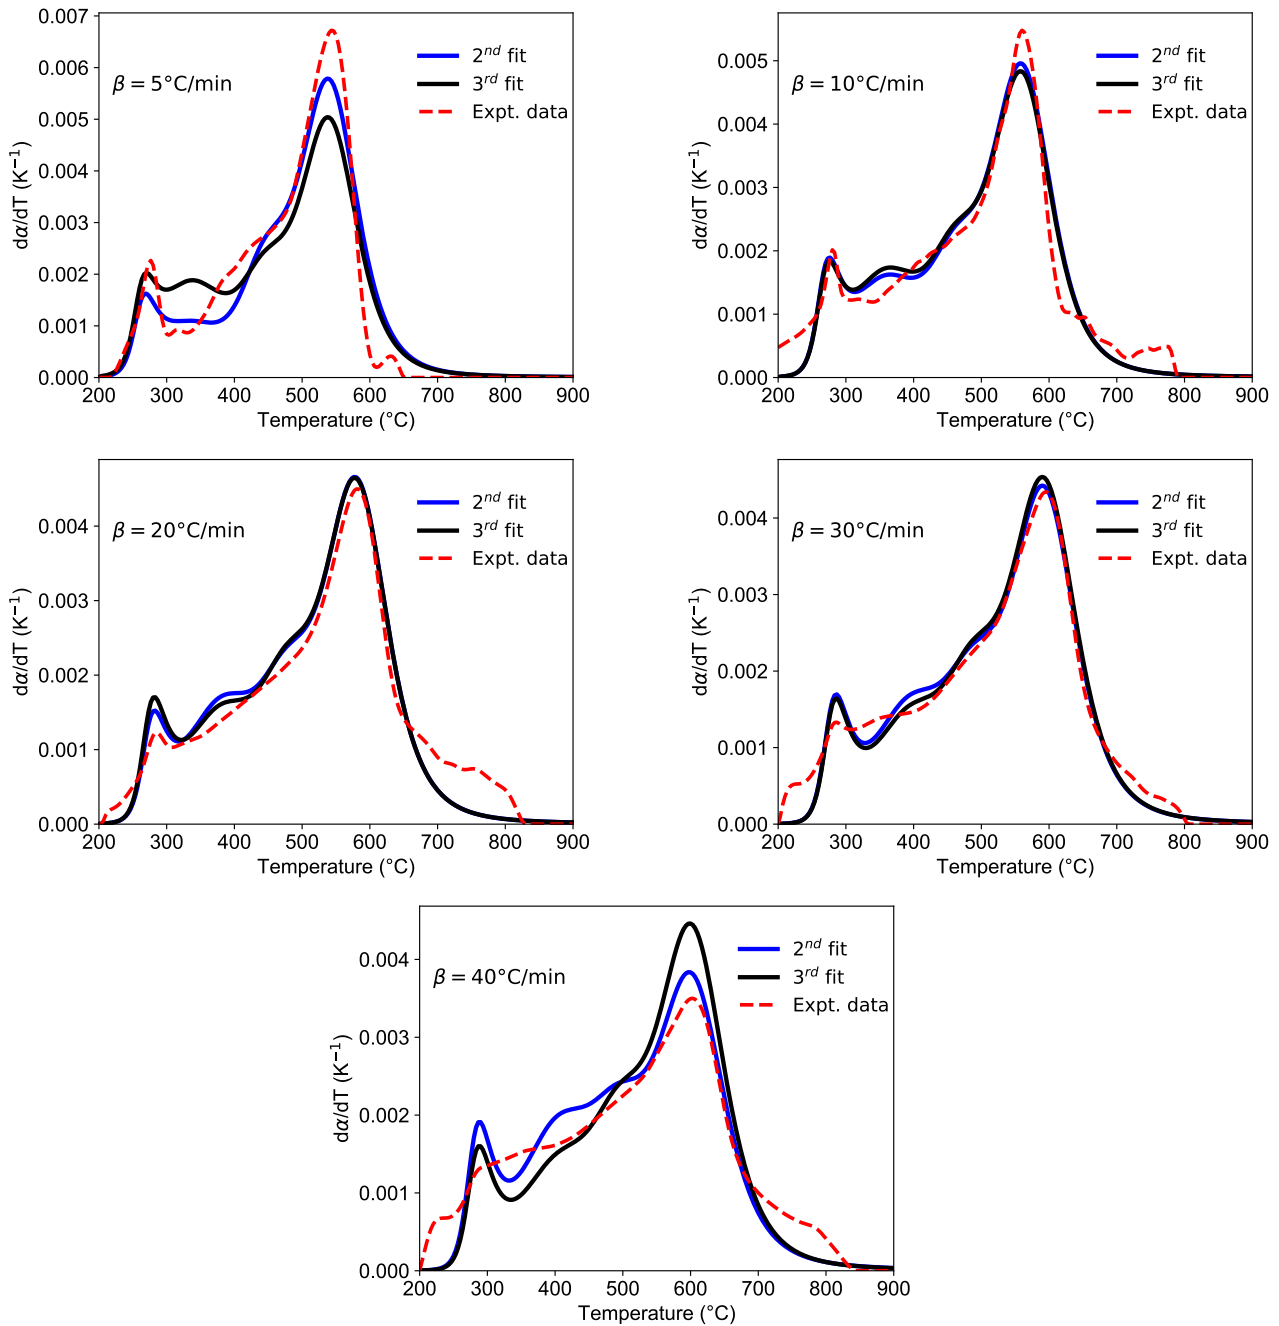 0.007
0.006
0.005
0.004
0.003
0.002
0.001
0.000
dα/dT (K⁻¹)
β = 5°C/min
2ⁿᵈ fit
3ʳᵈ fit
Expt. data
200 300 400 500 600 700 800 900
Temperature (°C)
0.005
0.004
0.003
0.002
0.001
0.000
dα/dT (K⁻¹)
β = 10°C/min
2ⁿᵈ fit
3ʳᵈ fit
Expt. data
200 300 400 500 600 700 800 900
Temperature (°C)
0.004
0.003
0.002
0.001
0.000
dα/dT (K⁻¹)
β = 20°C/min
2ⁿᵈ fit
3ʳᵈ fit
Expt. data
200 300 400 500 600 700 800 900
Temperature (°C)
0.004
0.003
0.002
0.001
0.000
dα/dT (K⁻¹)
β = 30°C/min
2ⁿᵈ fit
3ʳᵈ fit
Expt. data
200 300 400 500 600 700 800 900
Temperature (°C)
0.004
0.003
0.002
0.001
0.000
dα/dT (K⁻¹)
β = 40°C/min
2ⁿᵈ fit
3ʳᵈ fit
Expt. data
200 300 400 500 600 700 800 900
Temperature (°C)